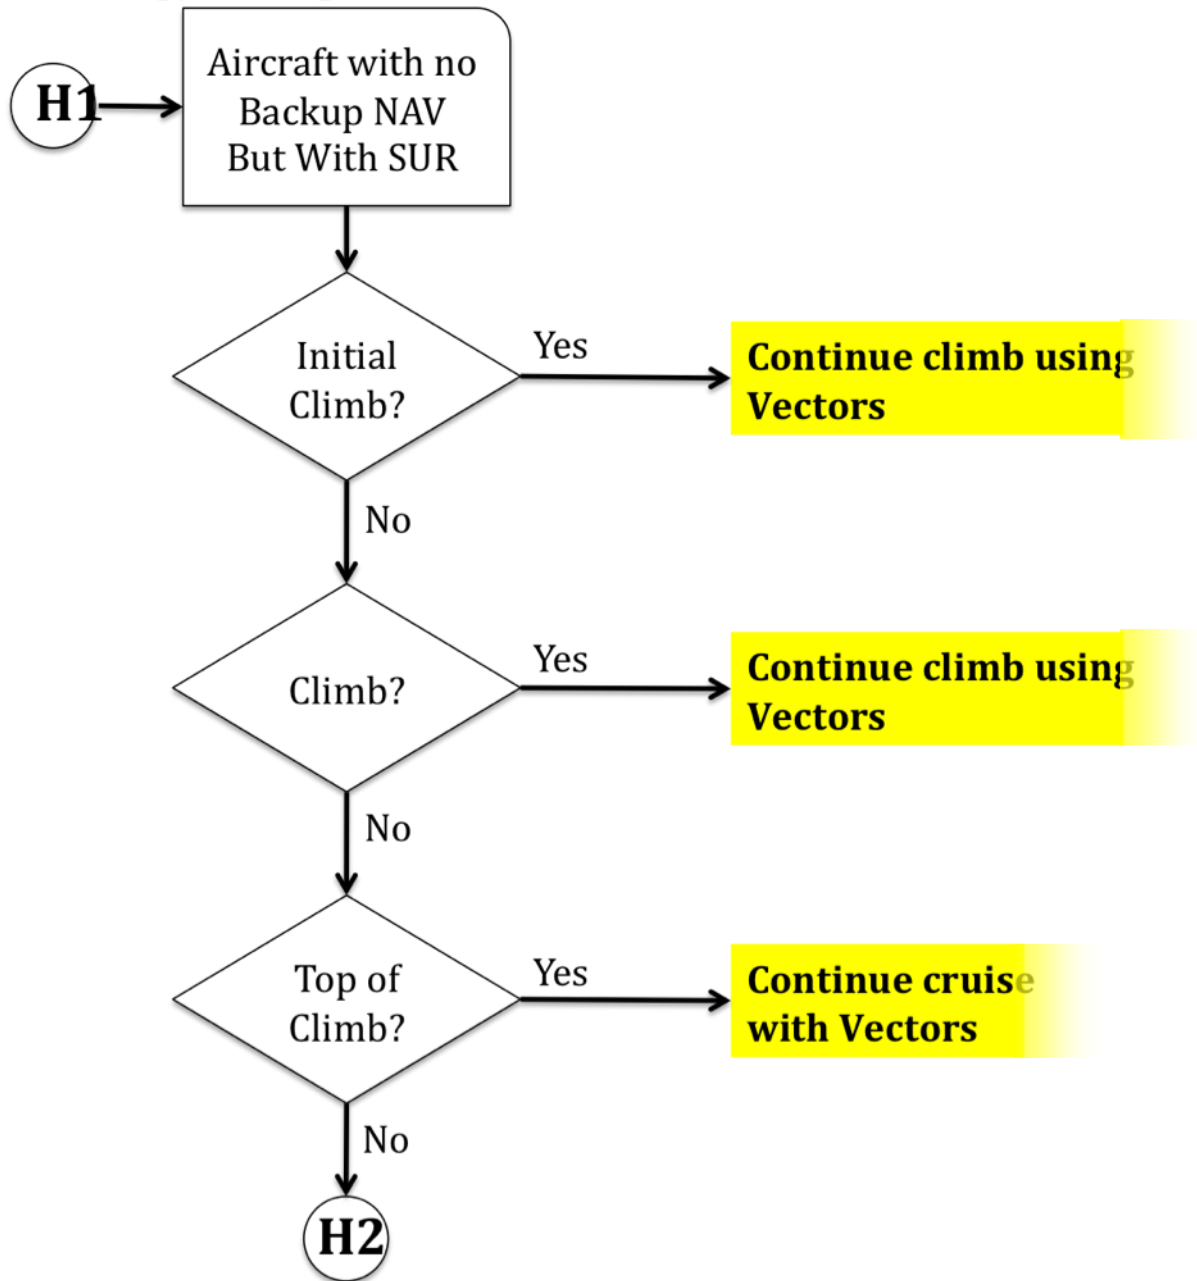 H1
Aircraft with no
Backup NAV
But With SUR
Initial
Climb?
Yes
Continue climb using
Vectors
No
Climb?
Yes
Continue climb using
Vectors
No
Top of
Climb?
Yes
Continue cruise
with Vectors
No
H2